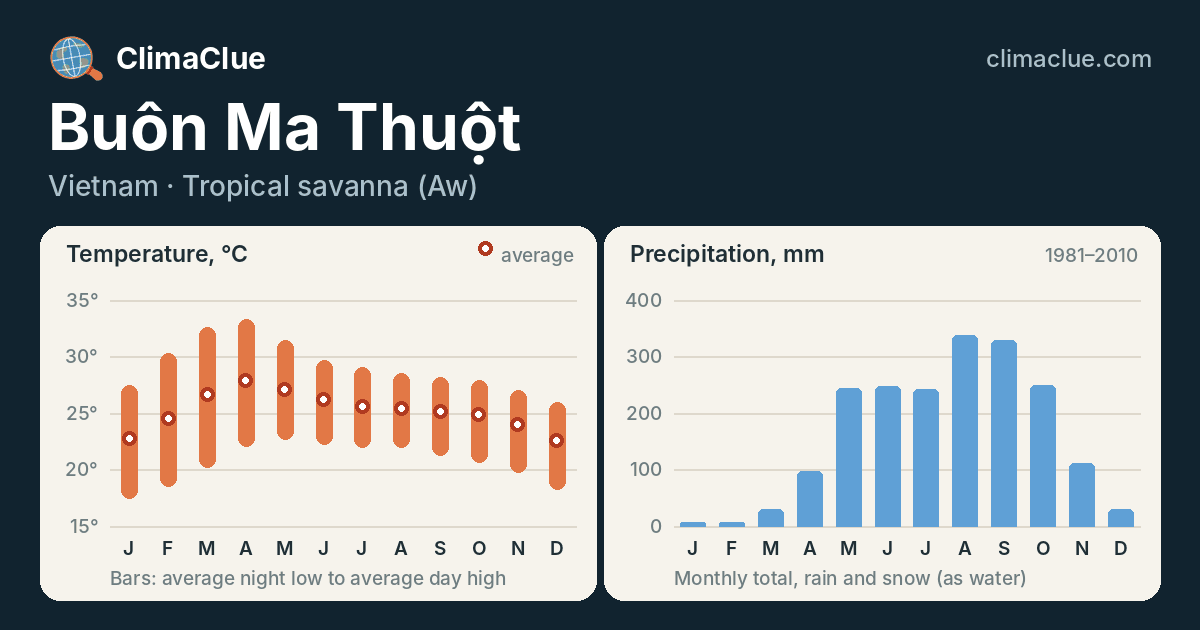 ClimaClue
climaclue.com
Buôn Ma Thuột
Vietnam · Tropical savanna (Aw)
Temperature, °C
average
35°
30°
25°
20°
15°
J F M A M J J A S O N D
Bars: average night low to average day high
Precipitation, mm
1981–2010
400
300
200
100
0
J F M A M J J A S O N D
Monthly total, rain and snow (as water)